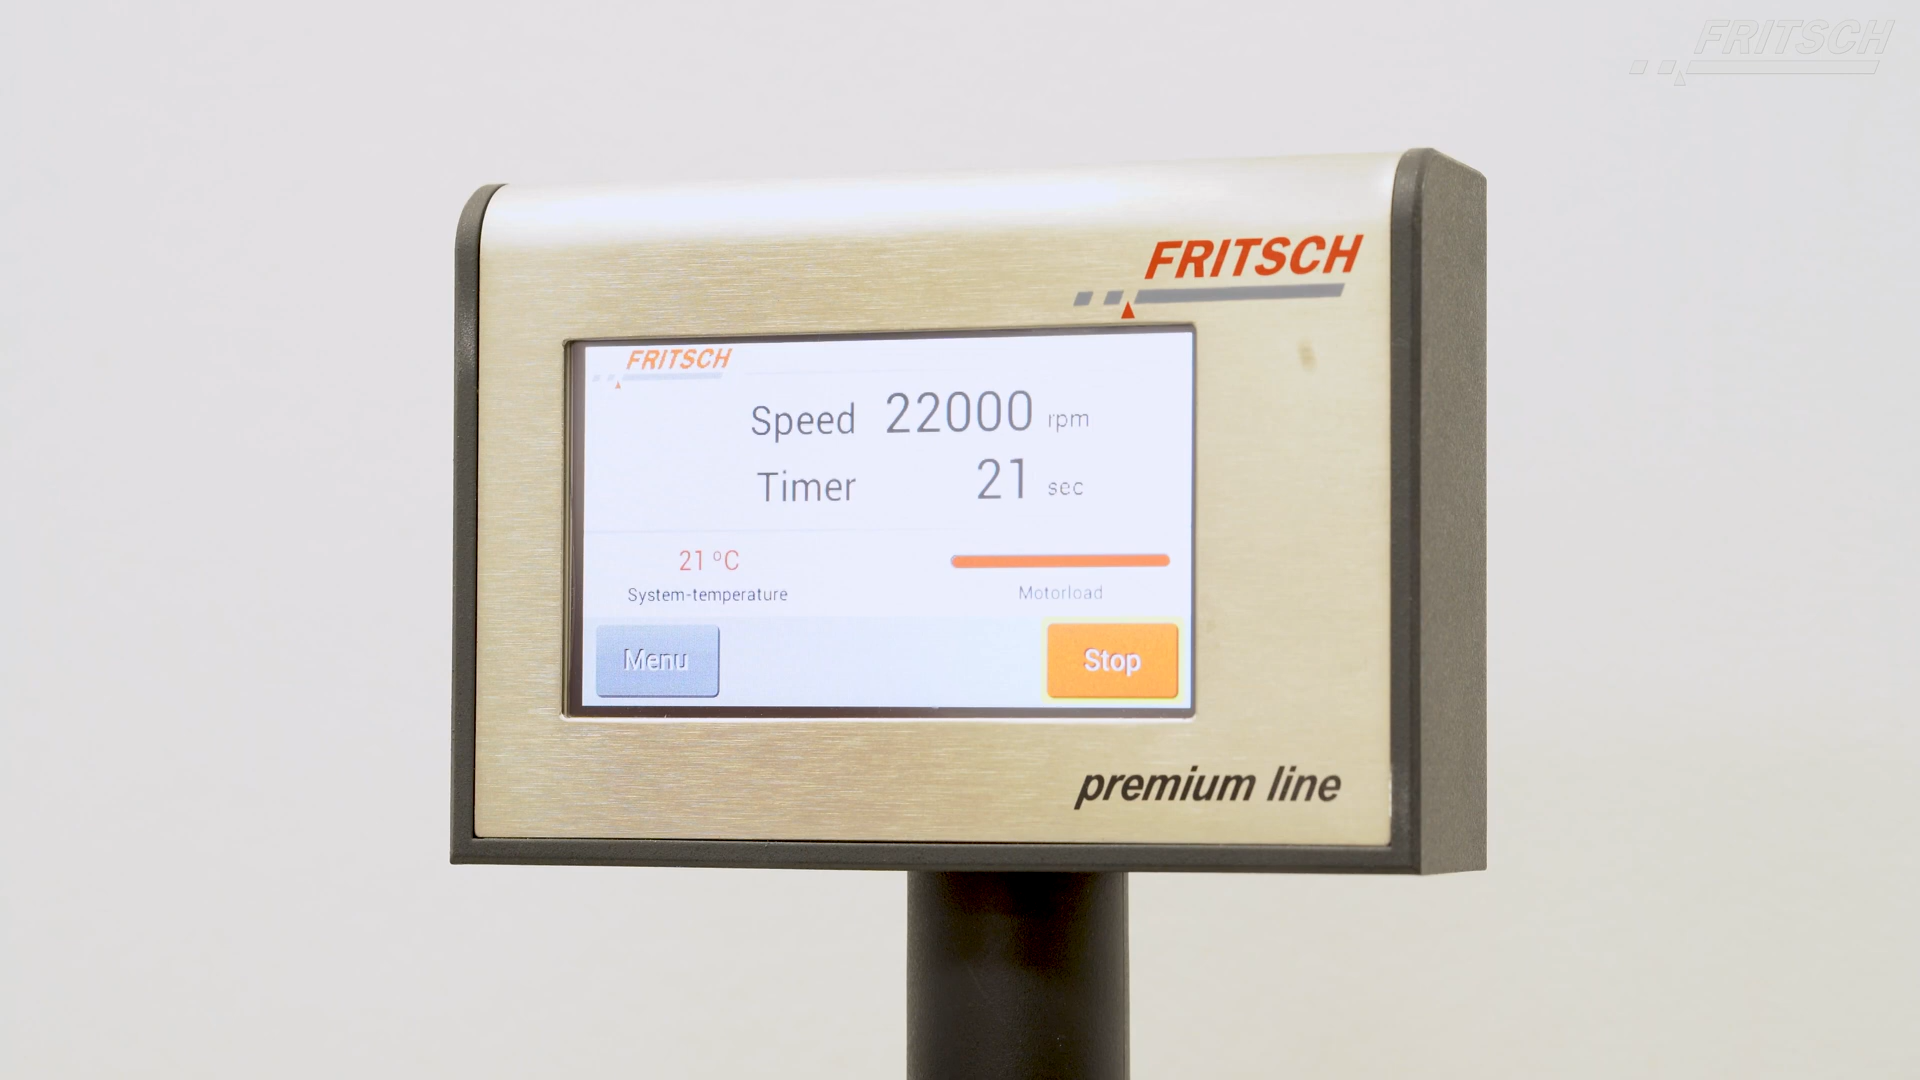 FRITSCH
FRITSCH
FRITSCH
Speed 22000 rpm
Timer 21 sec
21 °C
System-temperature
Motorload
Menu
Stop
premium line